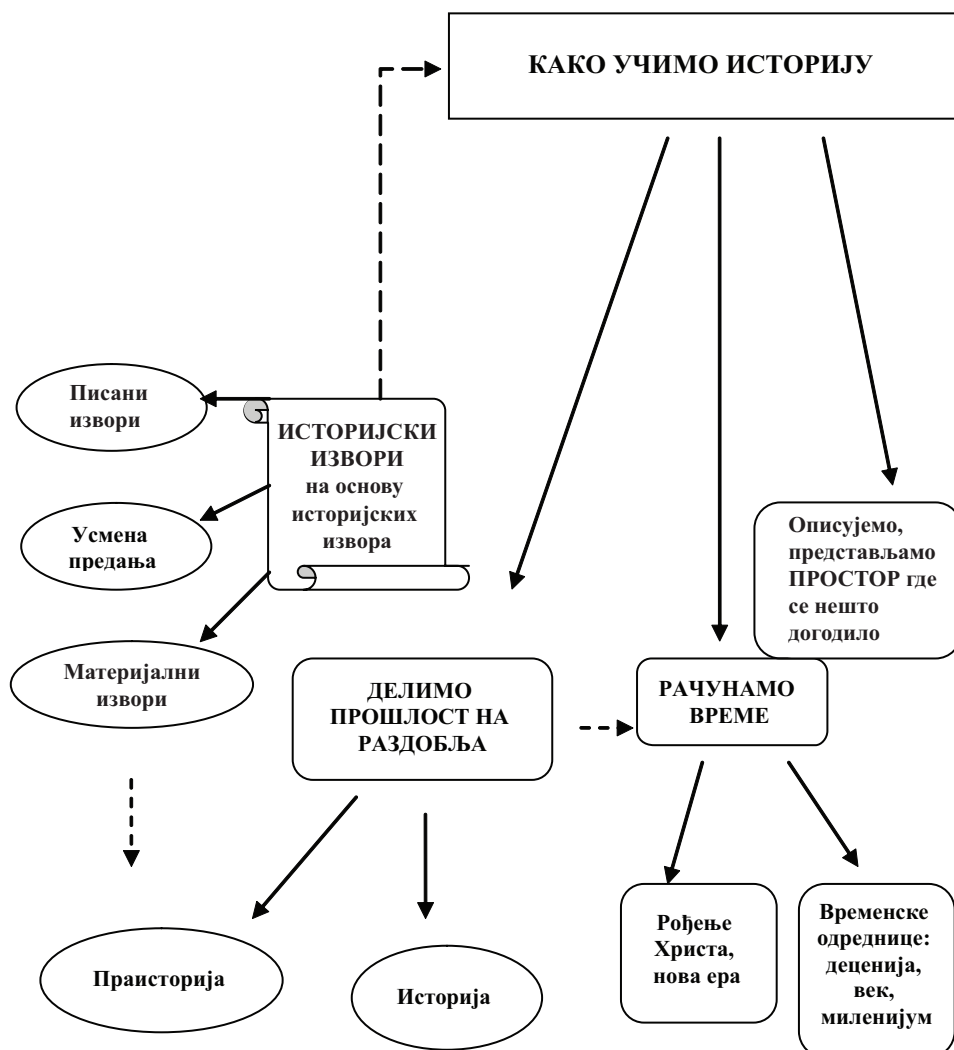 КАКО УЧИМО ИСТОРИЈУ
Писани
извори
ИСТОРИЈСКИ
ИЗВОРИ
на основу
историјских
извора
Усмена
предања
Материјални
извори
Описујемо,
представљамо
ПРОСТОР где
се нешто
догодило
ДЕЛИМО
ПРОШЛОСТ НА
РАЗДОБЉА
РАЧУНАМО
ВРЕМЕ
Праисторија
Историја
Рођење
Христа,
нова ера
Временске
одреднице:
деценија,
век,
миленијум